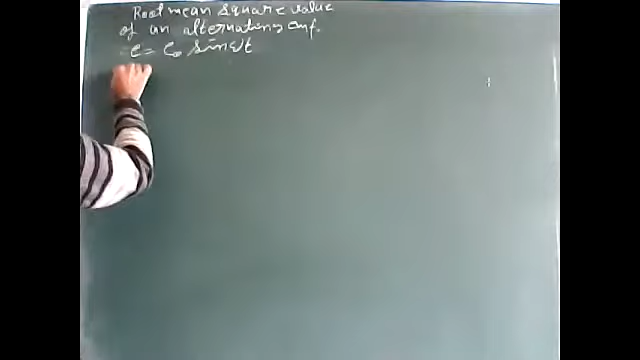 Root mean square value
of an alternating emf.
e = e₀ sin ωt